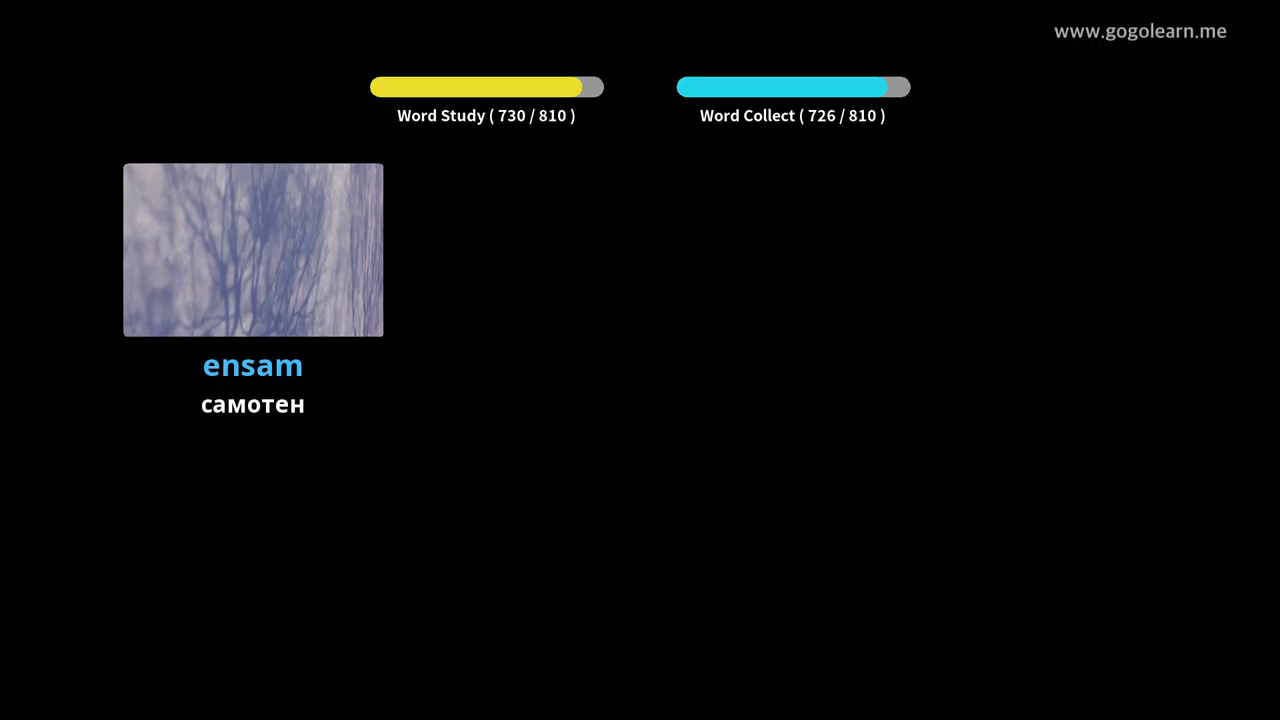 www.gogolearn.me
Word Study ( 730 / 810 )
Word Collect ( 726 / 810 )
ensam
самотен